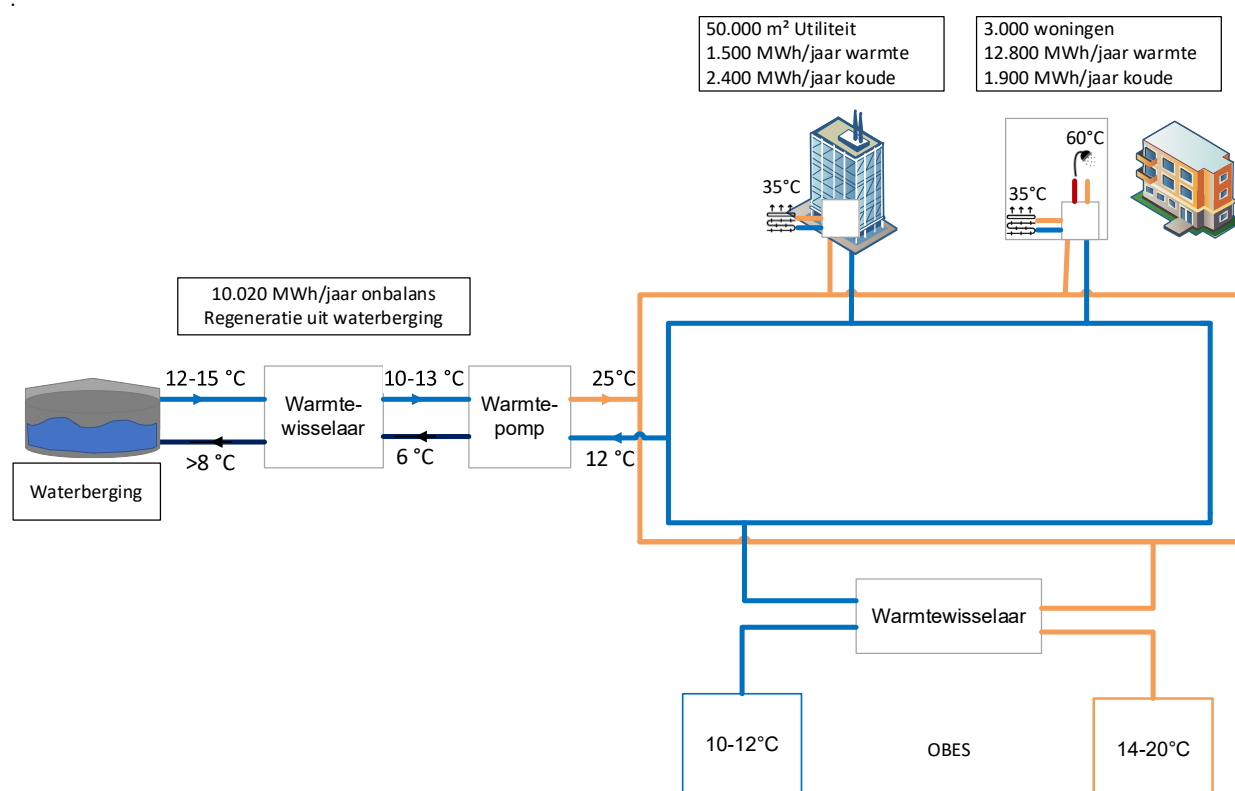 .
50.000 m² Utiliteit
1.500 MWh/jaar warmte
2.400 MWh/jaar koude
3.000 woningen
12.800 MWh/jaar warmte
1.900 MWh/jaar koude
60°C
35°C
35°C
10.020 MWh/jaar onbalans
Regeneratie uit waterberging
12-15 °C
10-13 °C
25°C
Warmte-
wisselaar
Warmte-
pomp
>8 °C
6 °C
12 °C
Waterberging
Warmtewisselaar
10-12°C
OBES
14-20°C